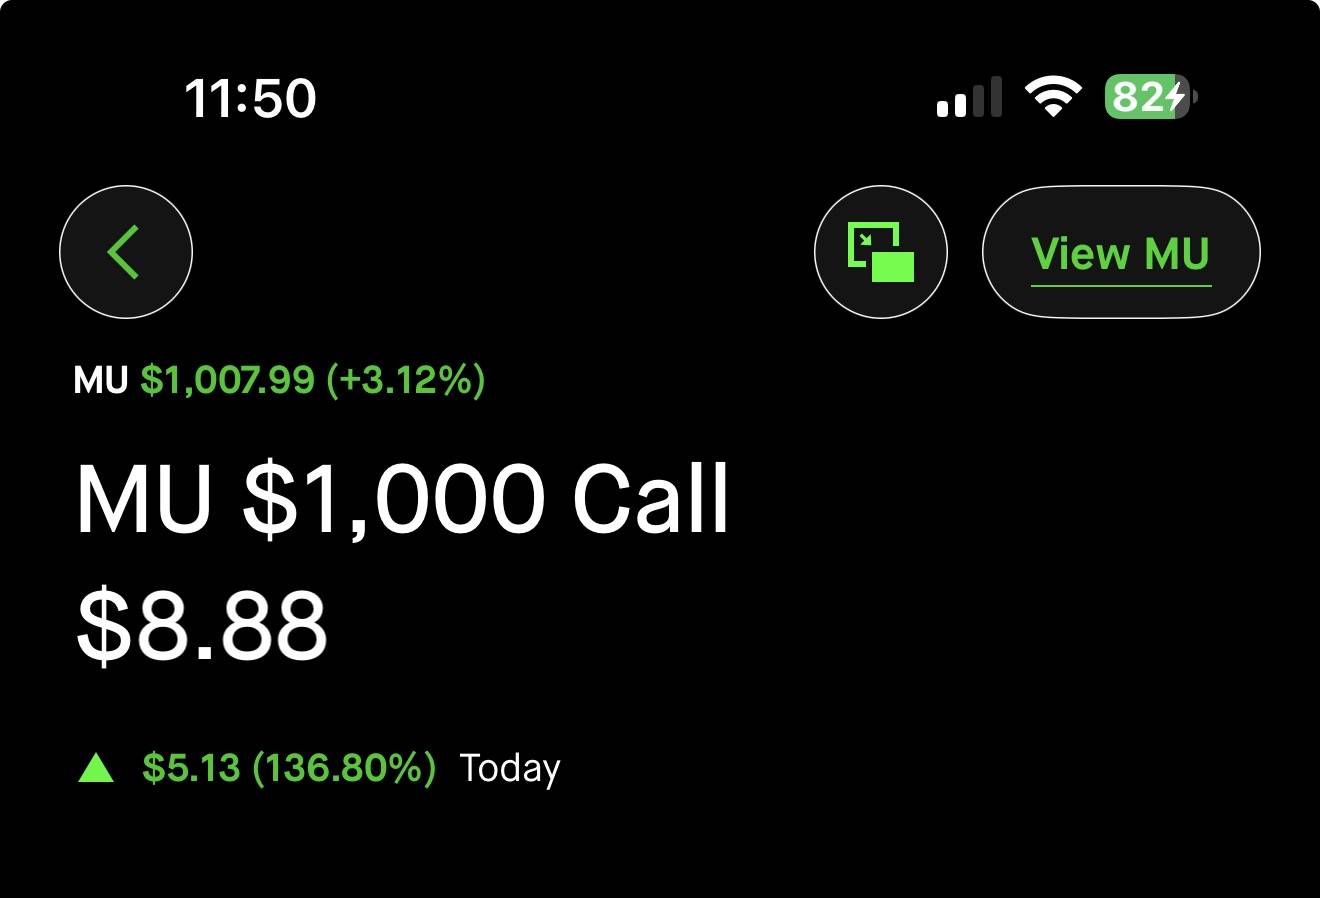 11:50
82
View MU
MU $1,007.99 (+3.12%)
MU $1,000 Call
$8.88
$5.13 (136.80%) Today